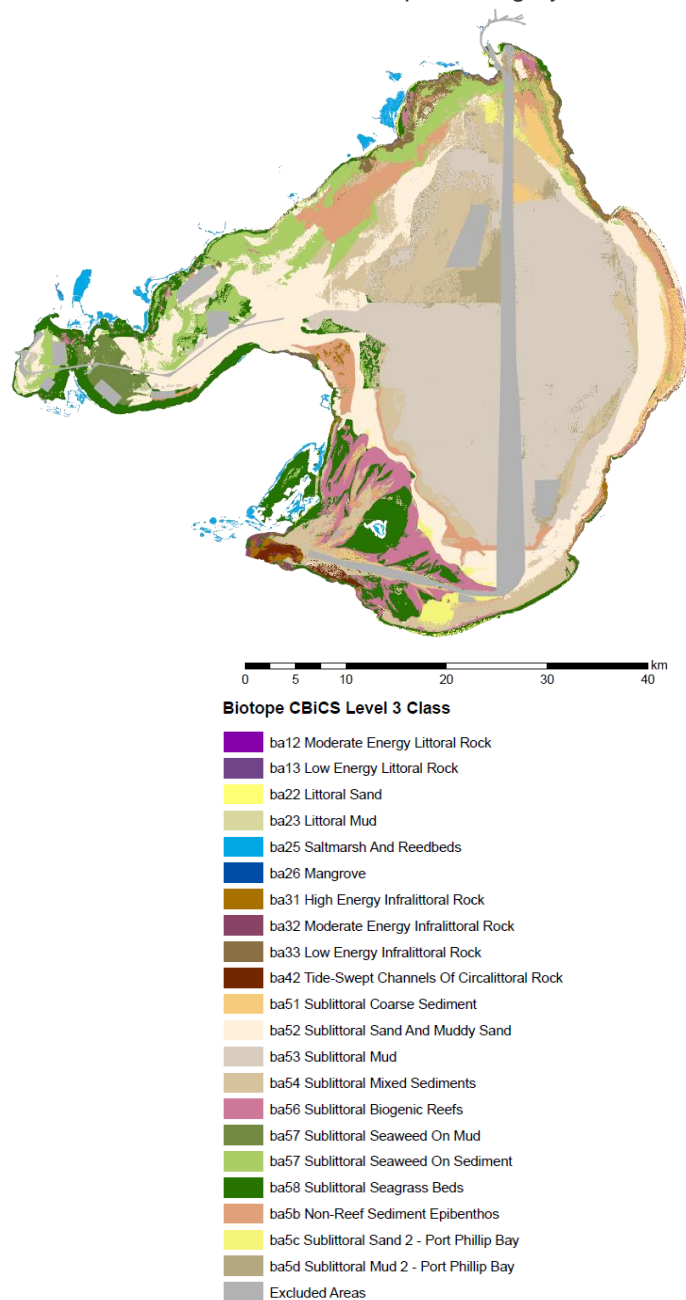 km
0 5 10 20 30 40
Biotope CBiCS Level 3 Class
ba12 Moderate Energy Littoral Rock
ba13 Low Energy Littoral Rock
ba22 Littoral Sand
ba23 Littoral Mud
ba25 Saltmarsh And Reedbeds
ba26 Mangrove
ba31 High Energy Infralittoral Rock
ba32 Moderate Energy Infralittoral Rock
ba33 Low Energy Infralittoral Rock
ba42 Tide-Swept Channels Of Circalittoral Rock
ba51 Sublittoral Coarse Sediment
ba52 Sublittoral Sand And Muddy Sand
ba53 Sublittoral Mud
ba54 Sublittoral Mixed Sediments
ba56 Sublittoral Biogenic Reefs
ba57 Sublittoral Seaweed On Mud
ba57 Sublittoral Seaweed On Sediment
ba58 Sublittoral Seagrass Beds
ba5b Non-Reef Sediment Epibenthos
ba5c Sublittoral Sand 2 - Port Phillip Bay
ba5d Sublittoral Mud 2 - Port Phillip Bay
Excluded Areas